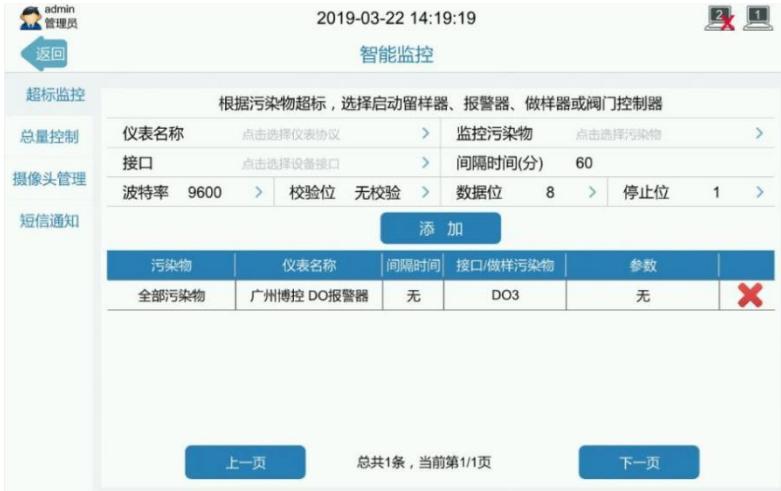 admin
管理员
2019-03-22 14:19:19
2
1
返回
智能监控
超标监控
总量控制
摄像头管理
短信通知
根据污染物超标，选择启动留样器、报警器、做样器或阀门控制器
仪表名称 点击选择仪表协议 > 监控污染物 点击选择污染物 >
接口 点击选择设备接口 > 间隔时间(分) 60
波特率 9600 > 校验位 无校验 > 数据位 8 > 停止位 1 >
添 加
污染物 仪表名称 间隔时间 接口/做样污染物 参数
全部污染物 广州博控 DO报警器 无 DO3 无
上一页 总共1条，当前第1/1页 下一页